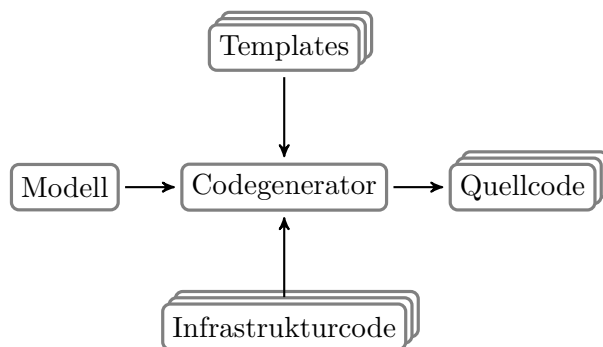 Templates
Modell
Codegenerator
Quellcode
Infrastrukturcode